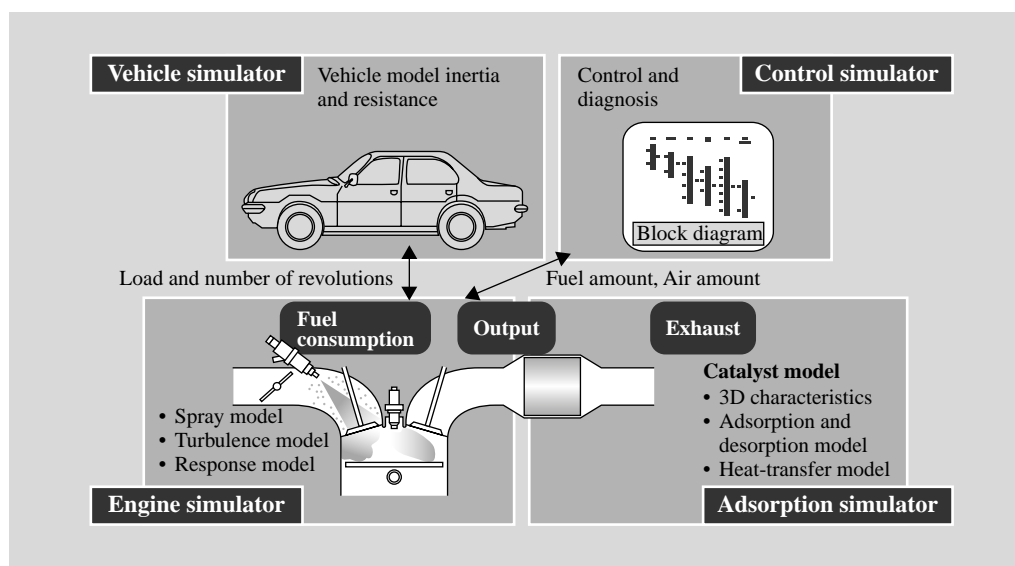 Vehicle simulator
Vehicle model inertia
and resistance
Control and
diagnosis
Control simulator
Block diagram
Load and number of revolutions
Fuel amount, Air amount
Fuel
consumption
Output
Exhaust
Catalyst model
• 3D characteristics
• Adsorption and
desorption model
• Heat-transfer model
• Spray model
• Turbulence model
• Response model
Engine simulator
Adsorption simulator